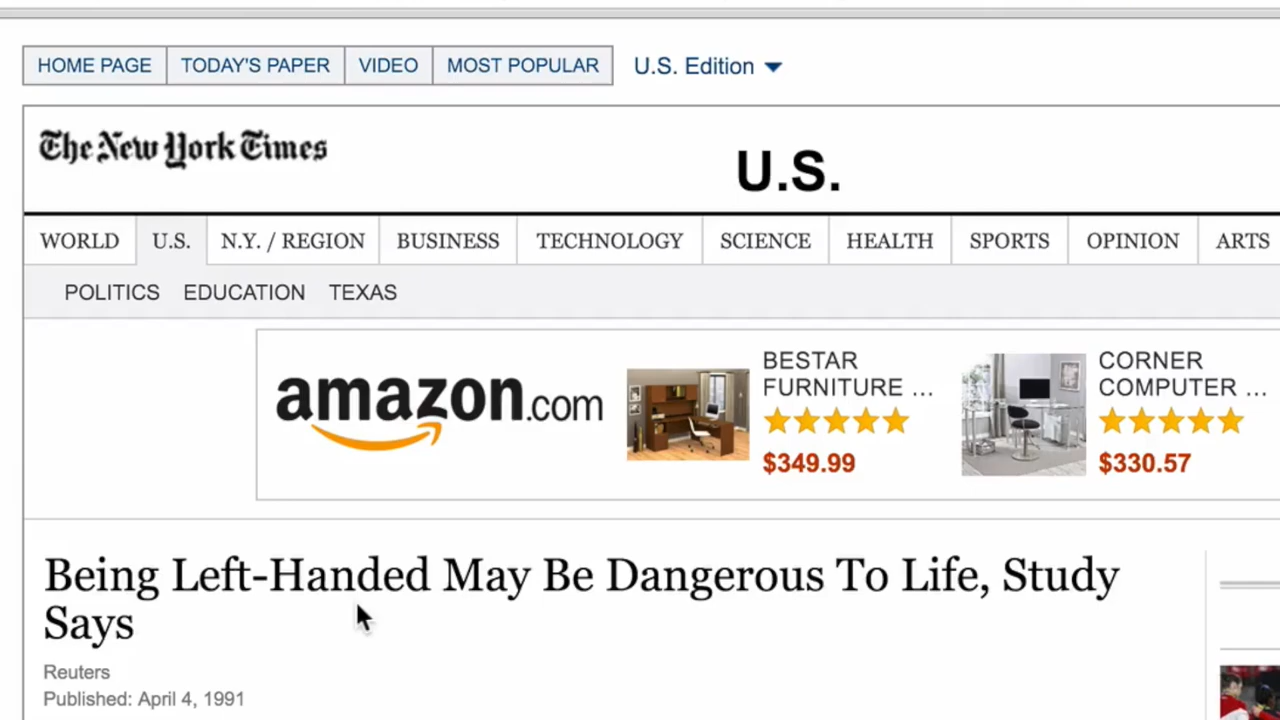 HOME PAGE TODAY'S PAPER VIDEO MOST POPULAR U.S. Edition
The New York Times
U.S.
WORLD U.S. N.Y. / REGION BUSINESS TECHNOLOGY SCIENCE HEALTH SPORTS OPINION ARTS
POLITICS EDUCATION TEXAS
amazon.com
BESTAR
FURNITURE ...
$349.99
CORNER
COMPUTER ...
$330.57
Being Left-Handed May Be Dangerous To Life, Study
Says
Reuters
Published: April 4, 1991